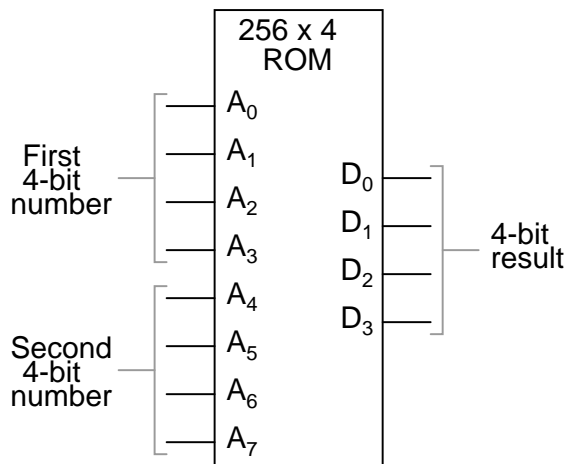 256 x 4
ROM
First
4-bit
number
A0
A1
A2
A3
Second
4-bit
number
A4
A5
A6
A7
D0
D1
D2
D3
4-bit
result